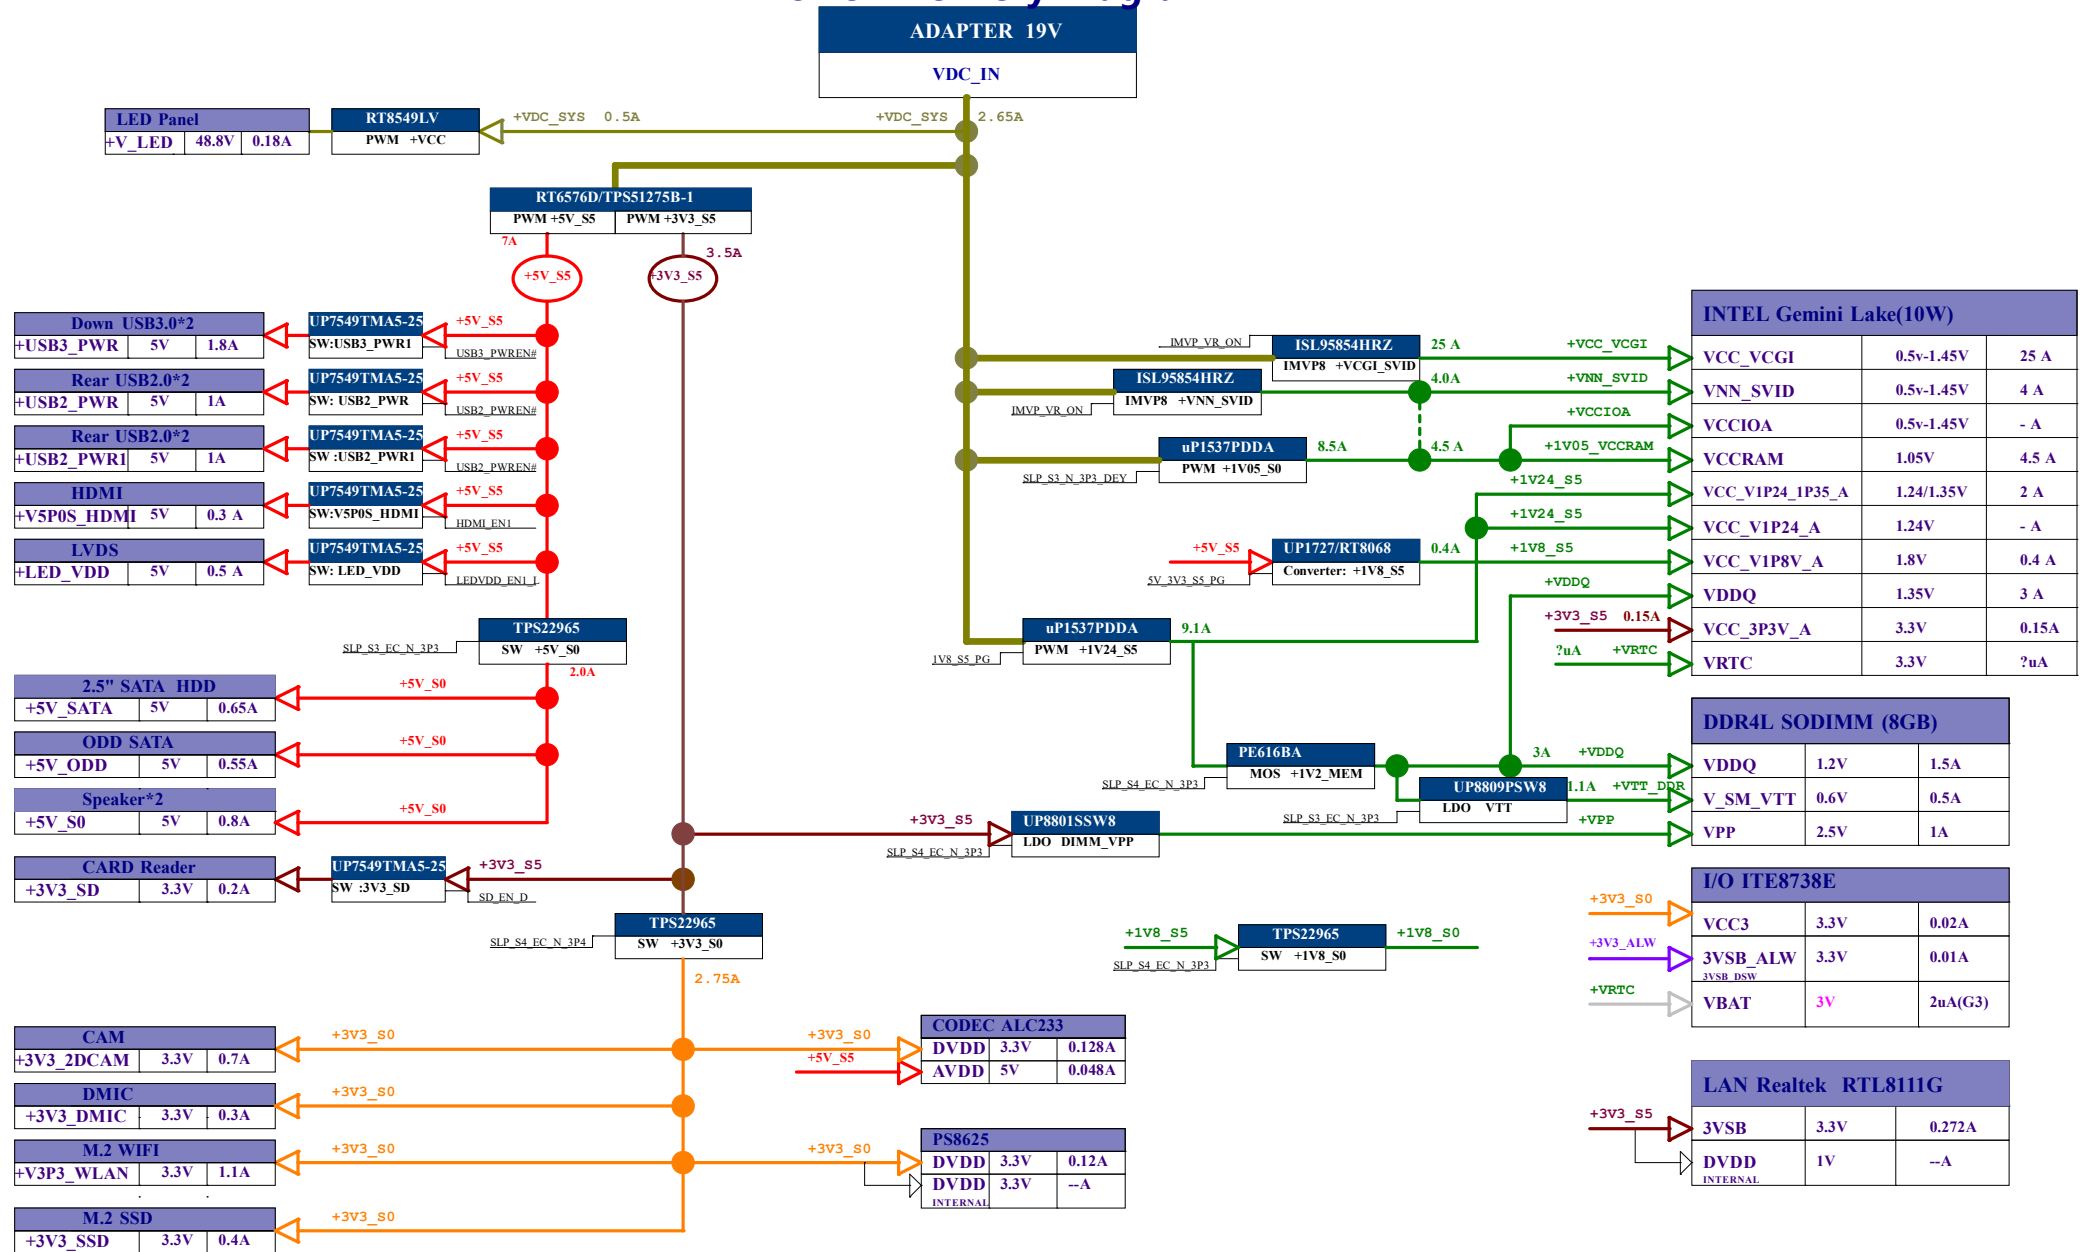 ADAPTER 19V
VDC_IN
+VDC_SYS 0.5A
+VDC_SYS
2.65A
LED Panel
+V_LED 48.8V 0.18A
RT8549LV
PWM +VCC
RT6576D/TPS51275B-1
PWM +5V_S5 PWM +3V3_S5
7A
3.5A
+5V_S5
+3V3_S5
Down USB3.0*2
+USB3_PWR 5V 1.8A
UP7549TMA5-25
SW:USB3_PWR1
+5V_S5
USB3_PWREN#
Rear USB2.0*2
+USB2_PWR 5V 1A
UP7549TMA5-25
SW: USB2_PWR
+5V_S5
USB2_PWREN#
Rear USB2.0*2
+USB2_PWR1 5V 1A
UP7549TMA5-25
SW :USB2_PWR1
+5V_S5
USB2_PWREN#
HDMI
+V5P0S_HDMI 5V 0.3 A
UP7549TMA5-25
SW:V5P0S_HDMI
+5V_S5
HDMI_EN1
LVDS
+LED_VDD 5V 0.5 A
UP7549TMA5-25
SW: LED_VDD
+5V_S5
LEDVDD_EN1_L
SLP_S3_EC_N_3P3
TPS22965
SW +5V_S0
2.0A
2.5" SATA HDD
+5V_SATA 5V 0.65A
+5V_S0
ODD SATA
+5V_ODD 5V 0.55A
+5V_S0
Speaker*2
+5V_S0 5V 0.8A
+5V_S0
CARD Reader
+3V3_SD 3.3V 0.2A
UP7549TMA5-25
SW :3V3_SD
+3V3_S5
SD_EN_D
SLP_S4_EC_N_3P4
TPS22965
SW +3V3_S0
2.75A
CAM
+3V3_2DCAM 3.3V 0.7A
+3V3_S0
DMIC
+3V3_DMIC 3.3V 0.3A
+3V3_S0
M.2 WIFI
+V3P3_WLAN 3.3V 1.1A
+3V3_S0
M.2 SSD
+3V3_SSD 3.3V 0.4A
+3V3_S0
+3V3_S0
+5V_S5
CODEC ALC233
DVDD 3.3V 0.128A
AVDD 5V 0.048A
+3V3_S0
PS8625
DVDD 3.3V 0.12A
DVDD 3.3V --A
INTERNAL
IMVP_VR_ON
ISL95854HRZ
IMVP8 +VCGI_SVID
25 A
+VCC_VCGI
IMVP_VR_ON
ISL95854HRZ
IMVP8 +VNN_SVID
4.0A
+VNN_SVID
+VCCIOA
SLP_S3_N_3P3_DEY
uP1537PDDA
PWM +1V05_S0
8.5A
4.5 A
+1V05_VCCRAM
+1V24_S5
+1V24_S5
+5V_S5
5V_3V3_S5_PG
UP1727/RT8068
Converter: +1V8_S5
0.4A
+1V8_S5
+VDDQ
+3V3_S5 0.15A
?uA +VRTC
1V8_S5_PG
uP1537PDDA
PWM +1V24_S5
9.1A
SLP_S4_EC_N_3P3
PE616BA
MOS +1V2_MEM
3A +VDDQ
SLP_S3_EC_N_3P3
UP8809PSW8
LDO VTT
1.1A +VTT_DDR
+3V3_S5
SLP_S4_EC_N_3P3
UP8801SSW8
LDO DIMM_VPP
+VPP
+1V8_S5
SLP_S4_EC_N_3P3
TPS22965
SW +1V8_S0
+1V8_S0
INTEL Gemini Lake(10W)
VCC_VCGI 0.5v-1.45V 25 A
VNN_SVID 0.5v-1.45V 4 A
VCCIOA 0.5v-1.45V - A
VCCRAM 1.05V 4.5 A
VCC_V1P24_1P35_A 1.24/1.35V 2 A
VCC_V1P24_A 1.24V - A
VCC_V1P8V_A 1.8V 0.4 A
VDDQ 1.35V 3 A
VCC_3P3V_A 3.3V 0.15A
VRTC 3.3V ?uA
DDR4L SODIMM (8GB)
VDDQ 1.2V 1.5A
V_SM_VTT 0.6V 0.5A
VPP 2.5V 1A
I/O ITE8738E
+3V3_S0
VCC3 3.3V 0.02A
+3V3_ALW
3VSB_ALW 3.3V 0.01A
3VSB_DSW
+VRTC
VBAT 3V 2uA(G3)
LAN Realtek RTL8111G
+3V3_S5
3VSB 3.3V 0.272A
DVDD 1V --A
INTERNAL